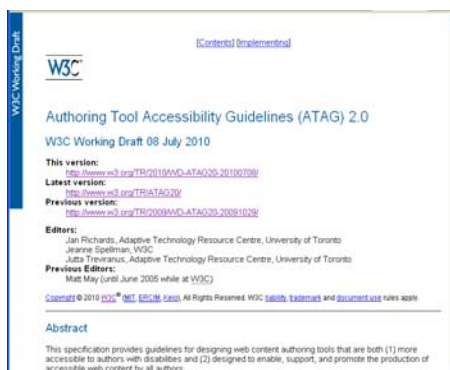 W3C Working Draft
[Contents] [Implementing]
W3C®
Authoring Tool Accessibility Guidelines (ATAG) 2.0
W3C Working Draft 08 July 2010
This version:
http://www.w3.org/TR/2010/WD-ATAG20-20100708/
Latest version:
http://www.w3.org/TR/ATAG20/
Previous version:
http://www.w3.org/TR/2009/WD-ATAG20-20091029/
Editors:
Jan Richards, Adaptive Technology Resource Centre, University of Toronto
Jeanne Spellman, W3C
Jutta Treviranus, Adaptive Technology Resource Centre, University of Toronto
Previous Editors:
Matt May (until June 2005 while at W3C)
Copyright © 2010 W3C® (MIT, ERCIM, Keio), All Rights Reserved. W3C liability, trademark and document use rules apply.
Abstract
This specification provides guidelines for designing web content authoring tools that are both (1) more
accessible to authors with disabilities and (2) designed to enable, support, and promote the production of
accessible web content by all authors.